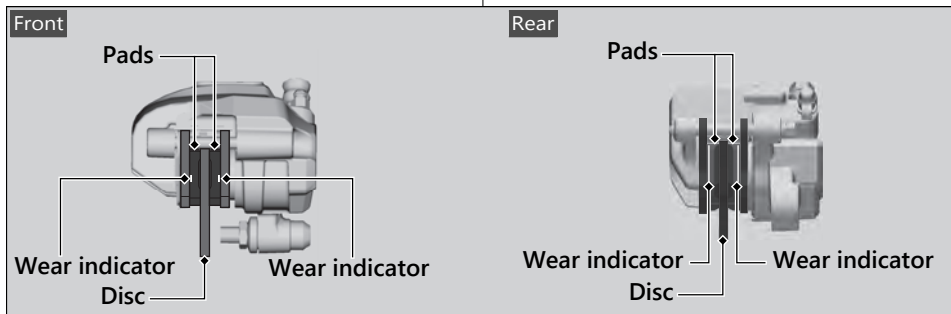 Front
Pads
Wear indicator
Wear indicator
Disc
Rear
Pads
Wear indicator
Wear indicator
Disc